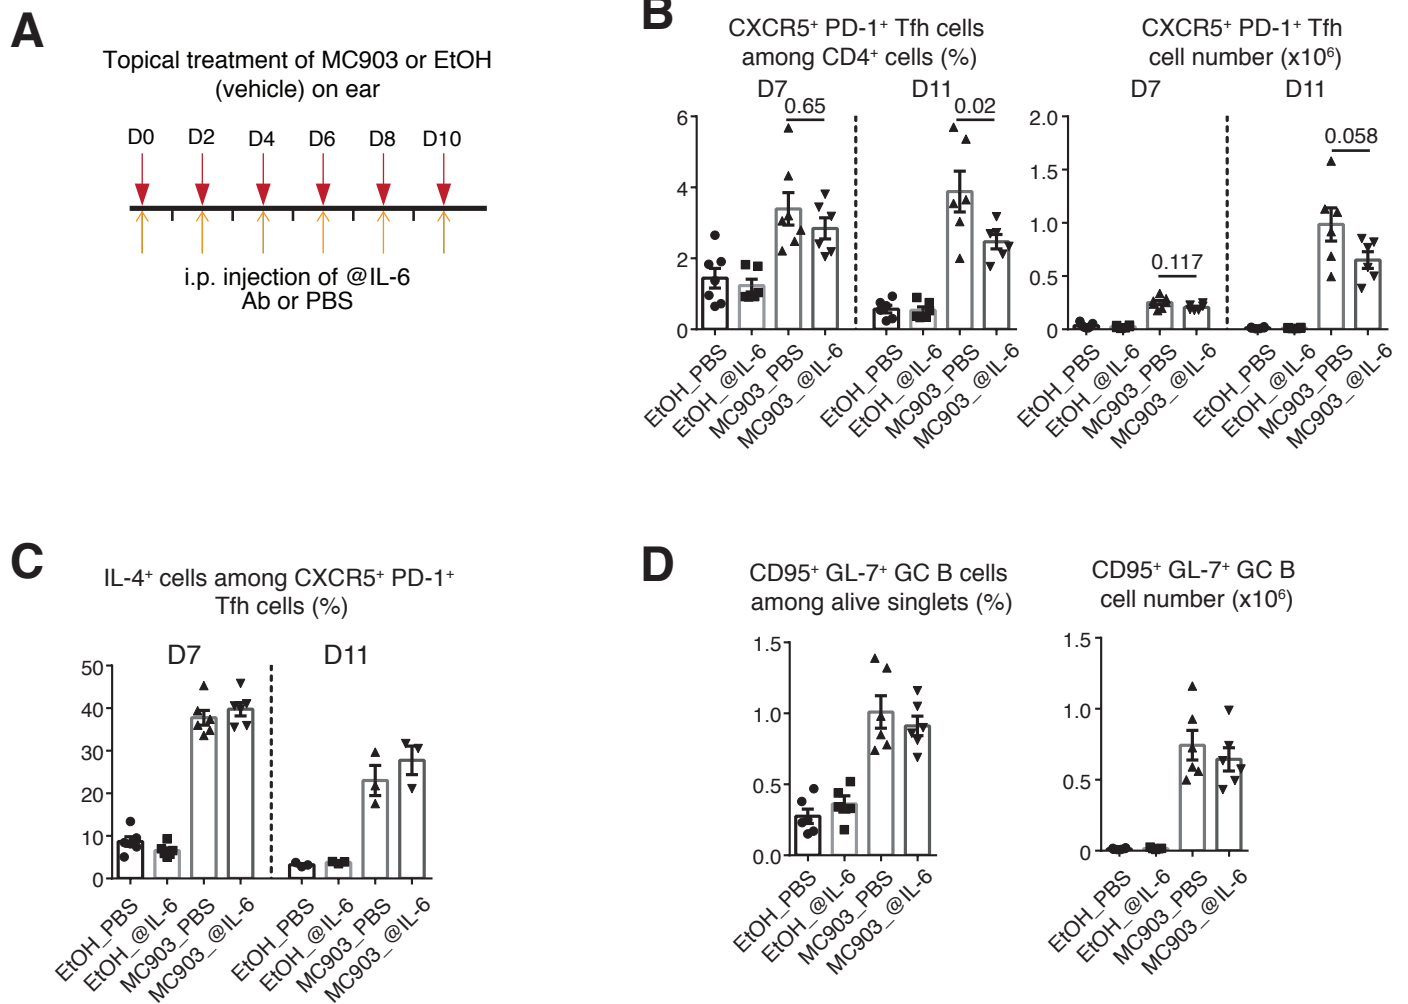 A
Topical treatment of MC903 or EtOH
(vehicle) on ear
D0 D2 D4 D6 D8 D10
i.p. injection of @IL-6
Ab or PBS
B
CXCR5⁺ PD-1⁺ Tfh cells
among CD4⁺ cells (%)
D7 D11
0.65 0.02
6
4
2
0
EtOH_PBS
EtOH_@IL-6
MC903_PBS
MC903_@IL-6
EtOH_PBS
EtOH_@IL-6
MC903_PBS
MC903_@IL-6
CXCR5⁺ PD-1⁺ Tfh
cell number (x10⁶)
D7 D11
0.117 0.058
2.0
1.5
1.0
0.5
0
EtOH_PBS
EtOH_@IL-6
MC903_PBS
MC903_@IL-6
EtOH_PBS
EtOH_@IL-6
MC903_PBS
MC903_@IL-6
C
IL-4⁺ cells among CXCR5⁺ PD-1⁺
Tfh cells (%)
D7 D11
50
40
30
20
10
0
EtOH_PBS
EtOH_@IL-6
MC903_PBS
MC903_@IL-6
EtOH_PBS
EtOH_@IL-6
MC903_PBS
MC903_@IL-6
D
CD95⁺ GL-7⁺ GC B cells
among alive singlets (%)
1.5
1.0
0.5
0.0
EtOH_PBS
EtOH_@IL-6
MC903_PBS
MC903_@IL-6
CD95⁺ GL-7⁺ GC B
cell number (x10⁶)
1.5
1.0
0.5
0
EtOH_PBS
EtOH_@IL-6
MC903_PBS
MC903_@IL-6